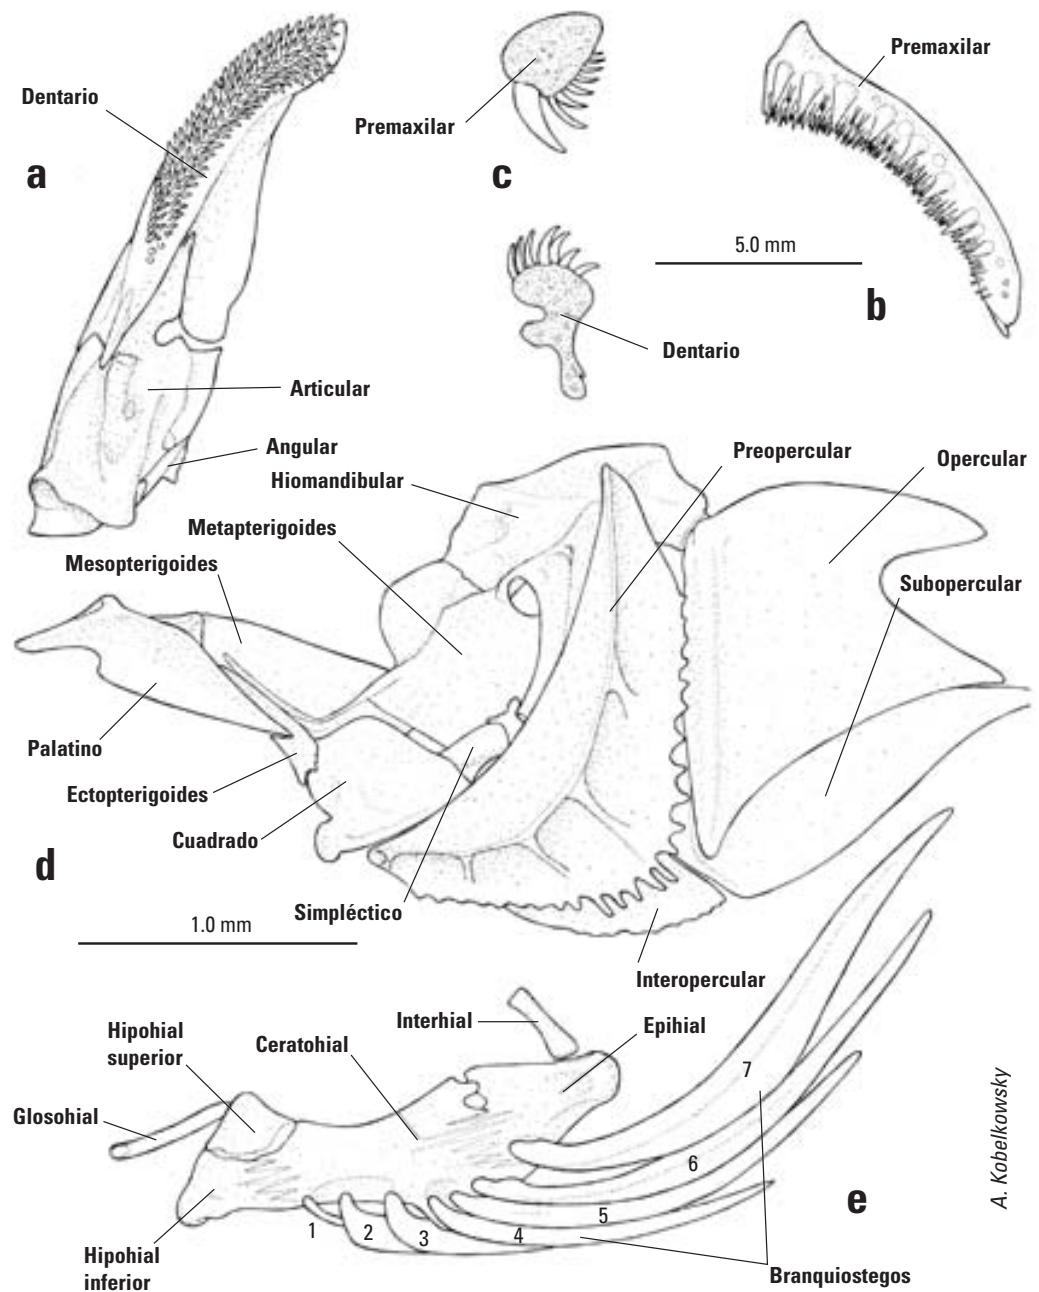 Dentario
a
Premaxilar
c
Premaxilar
5.0 mm
b
Dentario
Articular
Angular
Hiomandibular
Metapterigoides
Mesopterigoides
Preopercular
Opercular
Subopercular
Palatino
Ectopterigoides
Cuadrado
d
Simpléctico
1.0 mm
Interopercular
Interhial
Epihial
Hipohial
superior
Ceratohial
Glosohial
7
6
5
4
3
2
1
e
Hipohial
inferior
Branquiostegos
A. Kobelkowsky